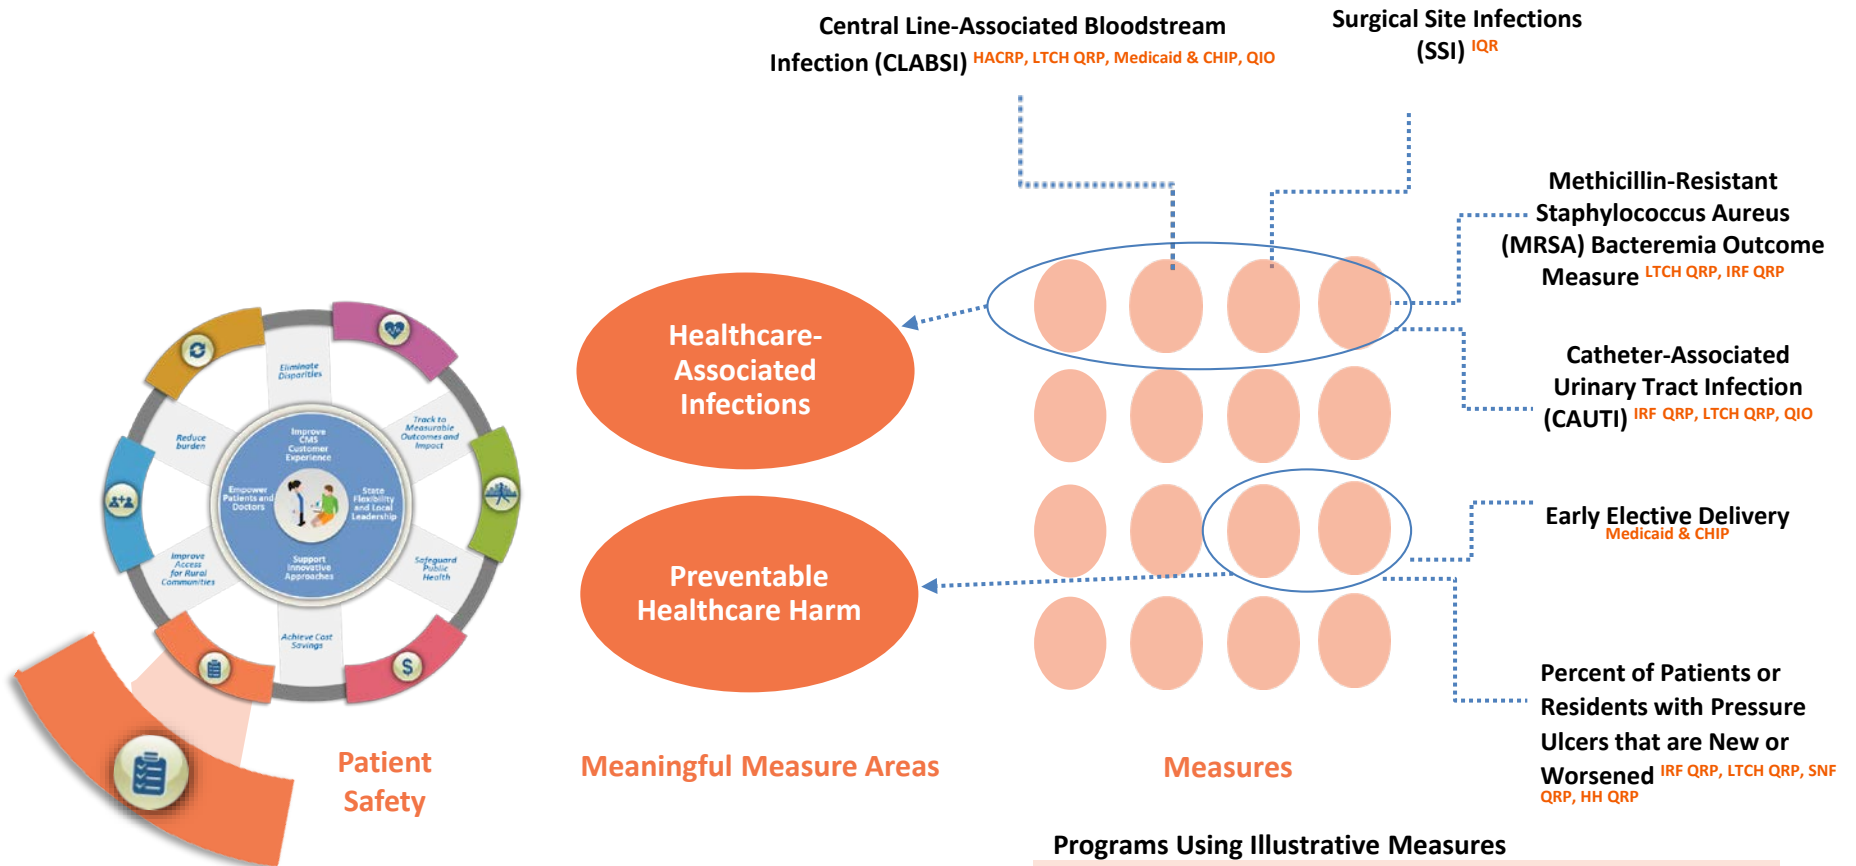 Central Line-Associated Bloodstream
Infection (CLABSI) HACRP, LTCH QRP, Medicaid & CHIP, QIO
Surgical Site Infections
(SSI) IQR
Methicillin-Resistant
Staphylococcus Aureus
(MRSA) Bacteremia Outcome
Measure LTCH QRP, IRF QRP
Catheter-Associated
Urinary Tract Infection
(CAUTI) IRF QRP, LTCH QRP, QIO
Early Elective Delivery
Medicaid & CHIP
Percent of Patients or
Residents with Pressure
Ulcers that are New or
Worsened IRF QRP, LTCH QRP, SNF
QRP, HH QRP
Healthcare-
Associated
Infections
Preventable
Healthcare Harm
Eliminate
Disparities
Track to
Measurable
Outcomes and
Impact
Reduce
burden
Improve
CMS
Customer
Experience
Empower
Patients and
Doctors
State
Flexibility
and Local
Leadership
Support
Innovative
Approaches
Improve
Access
for Rural
Communities
Safeguard
Public
Health
Achieve Cost
Savings
$
Patient
Safety
Meaningful Measure Areas
Measures
Programs Using Illustrative Measures